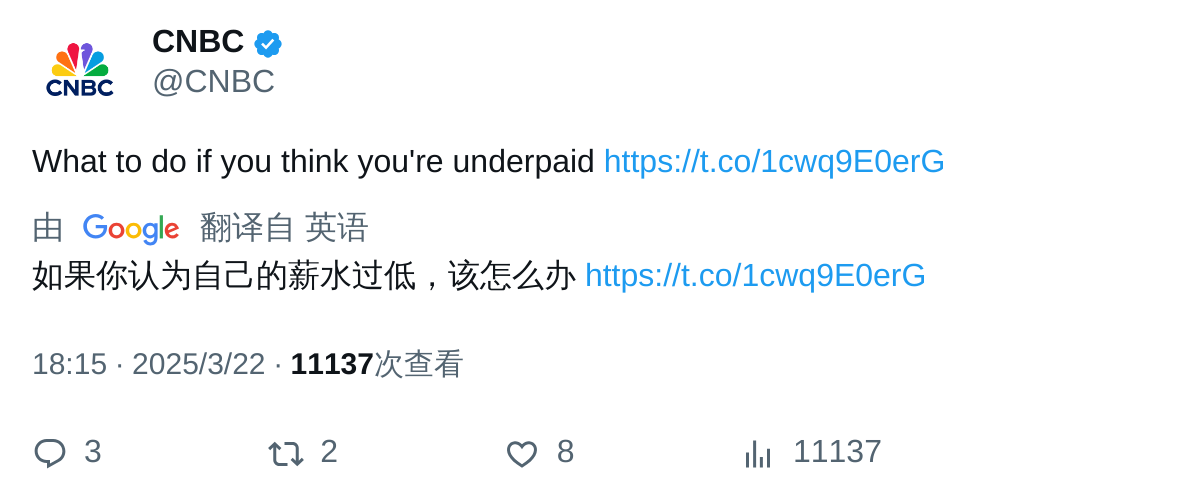 CNBC
CNBC
@CNBC
What to do if you think you're underpaid https://t.co/1cwq9E0erG
由 Google 翻译自 英语
如果你认为自己的薪水过低，该怎么办 https://t.co/1cwq9E0erG
18:15 · 2025/3/22 · 11137次查看
3 2 8 11137